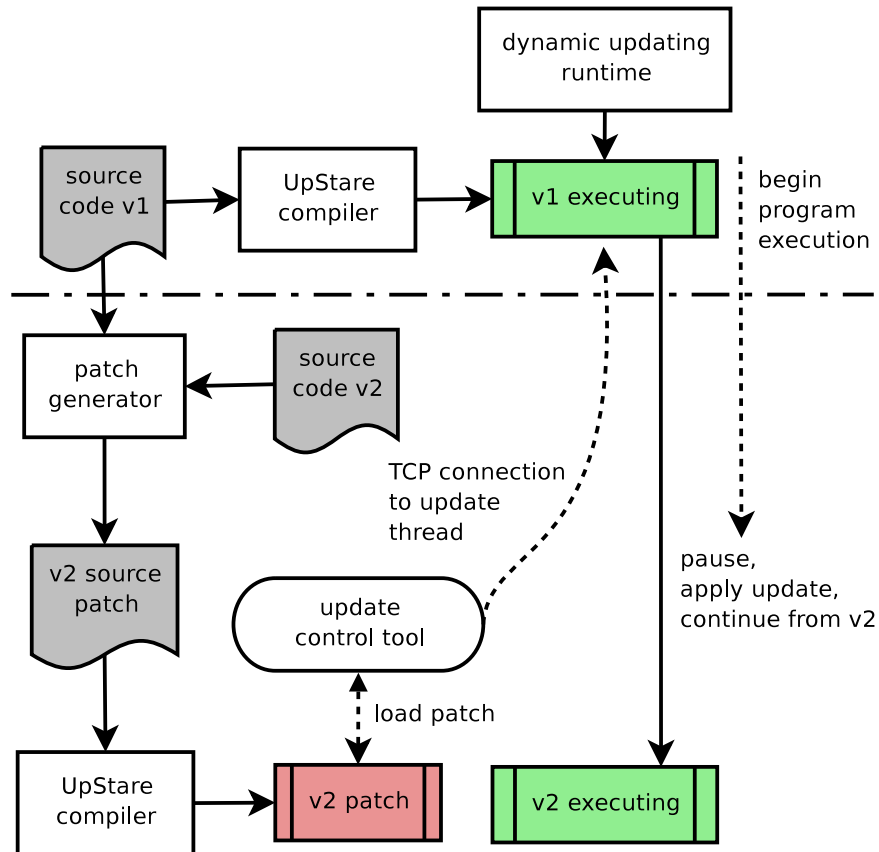 dynamic updating
runtime
source
code v1
UpStare
compiler
v1 executing
begin
program
execution
patch
generator
source
code v2
TCP connection
to update
thread
v2 source
patch
update
control tool
pause,
apply update,
continue from v2
load patch
UpStare
compiler
v2 patch
v2 executing